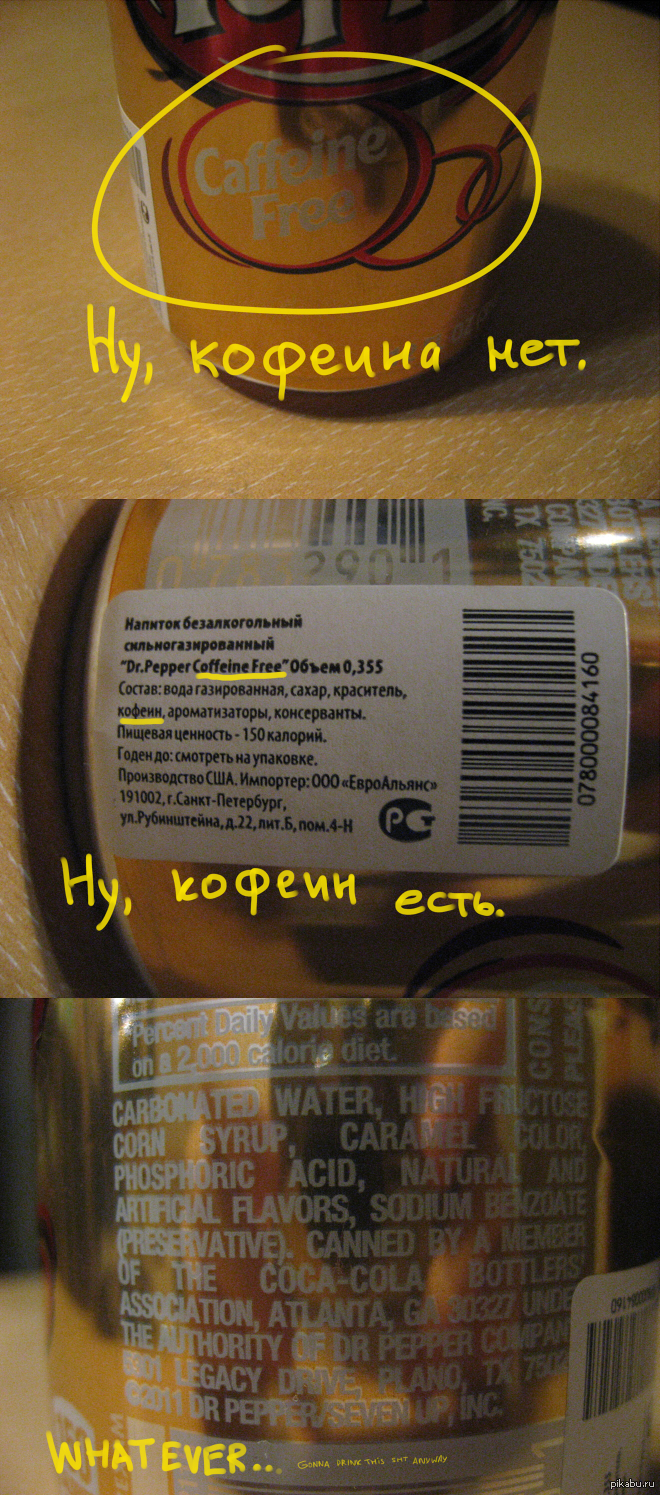 Caffeine
Free
Ну, кофеина нет.
Напиток безалкогольный
сильногазированный
"Dr.Pepper Coffeine Free" Объем 0,355
Состав: вода газированная, сахар, краситель,
кофеин, ароматизаторы, консерванты.
Пищевая ценность - 150 калорий.
Годен до: смотреть на упаковке.
Производство США. Импортер: ООО «ЕвроАльянс»
191002, г.Санкт-Петербург,
ул.Рубинштейна, д.22, лит.Б, пом.4-Н
РСТ
078000084160
Ну, кофеин есть.
Percent Daily Values are based
on a 2,000 calorie diet.
CARBONATED WATER, HIGH FRUCTOSE
CORN SYRUP, CARAMEL COLOR,
PHOSPHORIC ACID, NATURAL AND
ARTIFICIAL FLAVORS, SODIUM BENZOATE
(PRESERVATIVE). CANNED BY A MEMBER
OF THE COCA-COLA BOTTLERS'
ASSOCIATION, ATLANTA, GA 30327 UNDE
THE AUTHORITY OF DR PEPPER COMPAN
5301 LEGACY DRIVE, PLANO, TX 7502
©2011 DR PEPPER/SEVEN UP, INC.
WHATEVER... GONNA DRINK THIS SHT ANYWAY
pikabu.ru